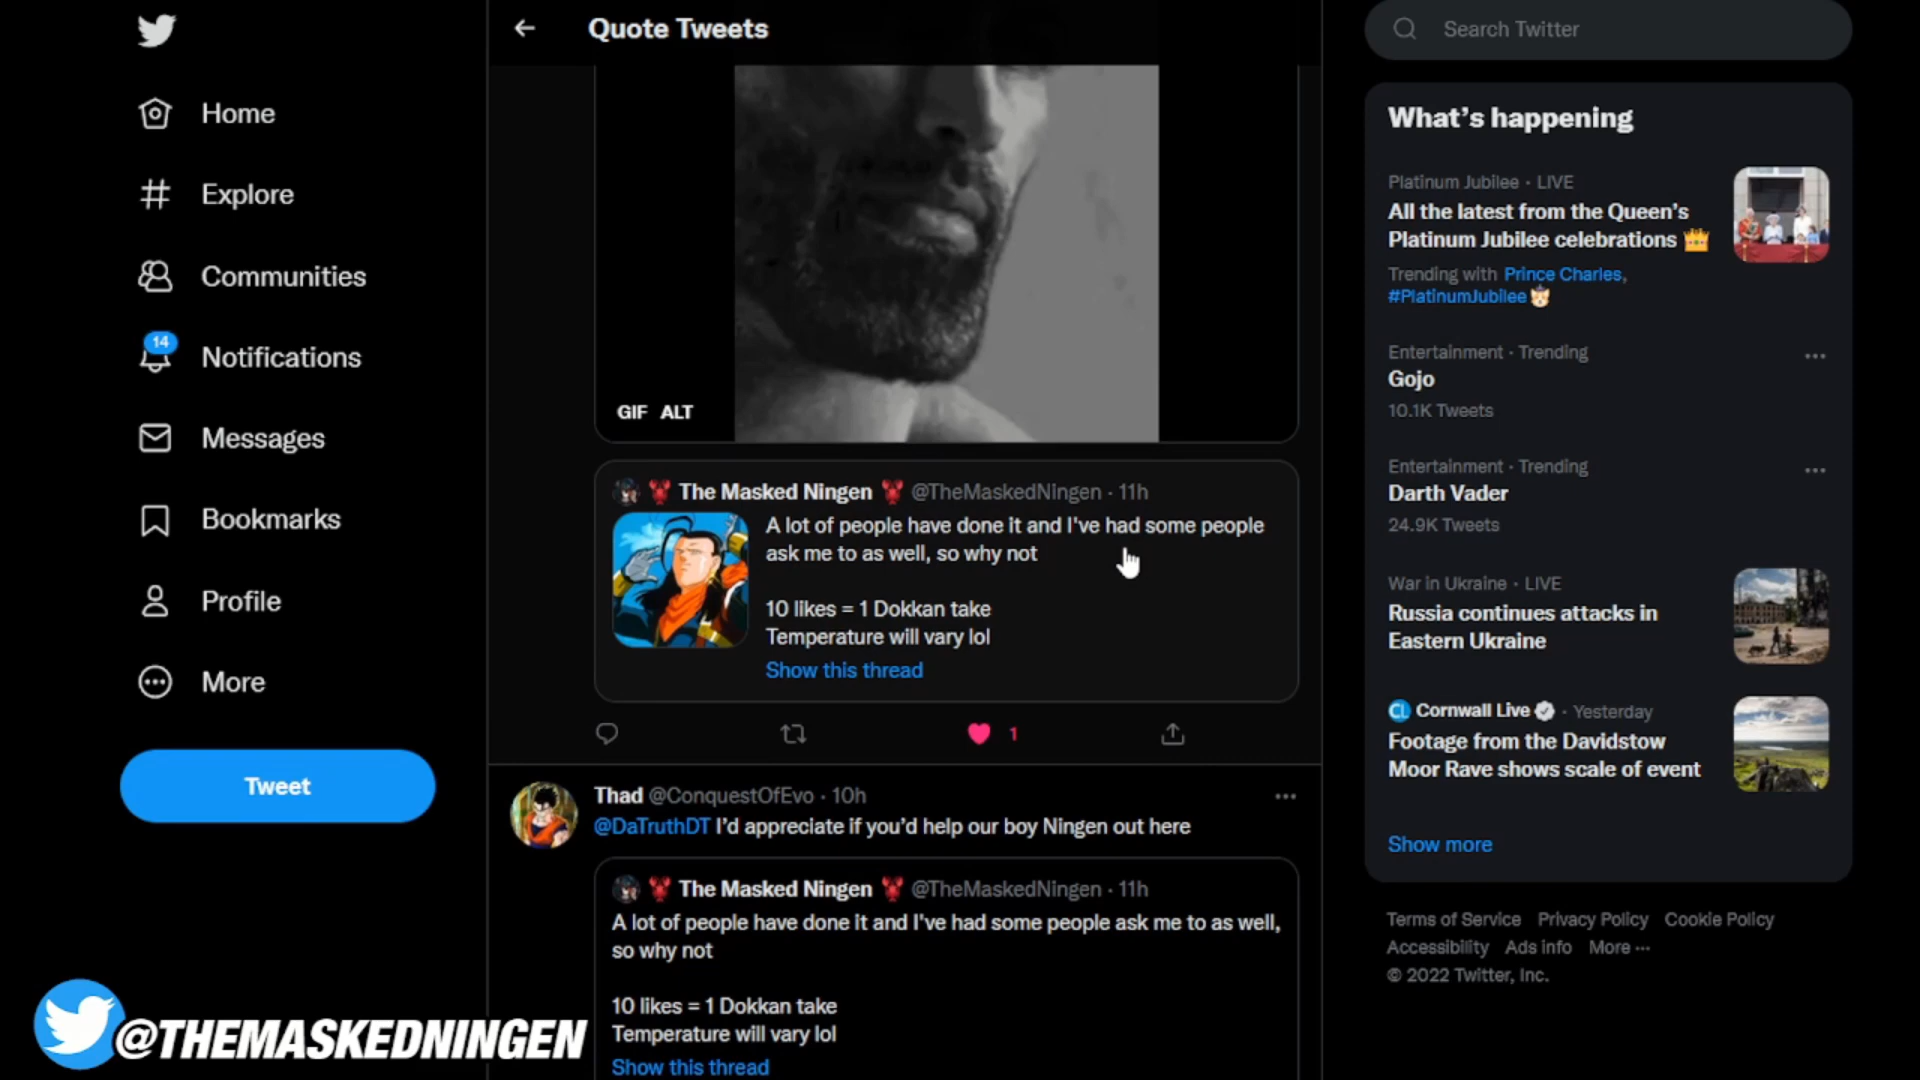 Quote Tweets
Home
Explore
Communities
14
Notifications
Messages
Bookmarks
Profile
More
Tweet
GIF ALT
The Masked Ningen @TheMaskedNingen · 11h
A lot of people have done it and I've had some people
ask me to as well, so why not
10 likes = 1 Dokkan take
Temperature will vary lol
Show this thread
1
Thad @ConquestOfEvo · 10h
@DaTruthDT I'd appreciate if you'd help our boy Ningen out here
The Masked Ningen @TheMaskedNingen · 11h
A lot of people have done it and I've had some people ask me to as well,
so why not
10 likes = 1 Dokkan take
Temperature will vary lol
Show this thread
@THEMASKEDNINGEN
Search Twitter
What's happening
Platinum Jubilee · LIVE
All the latest from the Queen's
Platinum Jubilee celebrations
Trending with Prince Charles,
#PlatinumJubilee
Entertainment · Trending
Gojo
10.1K Tweets
Entertainment · Trending
Darth Vader
24.9K Tweets
War in Ukraine · LIVE
Russia continues attacks in
Eastern Ukraine
CL Cornwall Live · Yesterday
Footage from the Davidstow
Moor Rave shows scale of event
Show more
Terms of Service Privacy Policy Cookie Policy
Accessibility Ads info More ···
© 2022 Twitter, Inc.